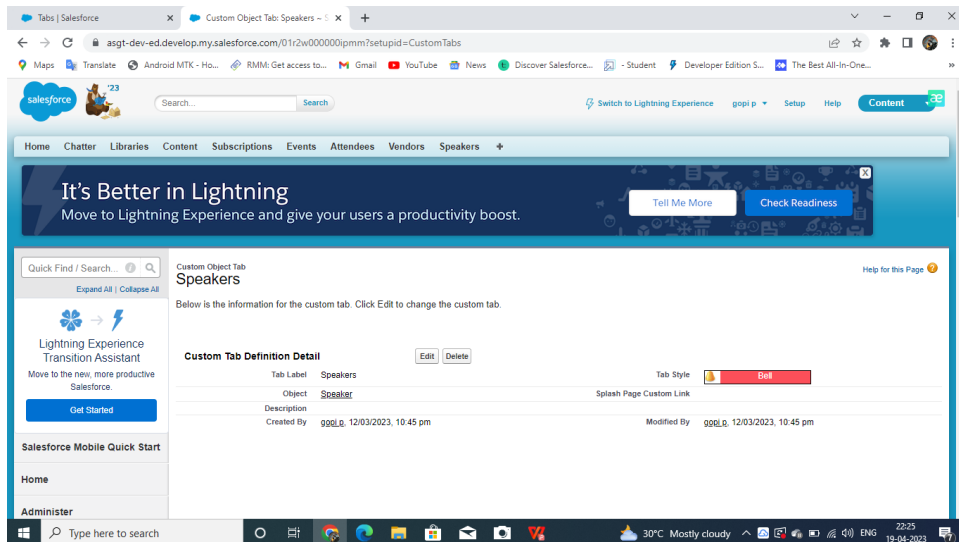 Tabs | Salesforce
Custom Object Tab: Speakers ~ S
asgt-dev-ed.develop.my.salesforce.com/01r2w000000ipmm?setupid=CustomTabs
Maps Translate Android MTK - Ho... RMM: Get access to... Gmail YouTube News Discover Salesforce... - Student Developer Edition S... The Best All-In-One... »
salesforce '23 Search... Search Switch to Lightning Experience gopi p Setup Help Content æ
Home Chatter Libraries Content Subscriptions Events Attendees Vendors Speakers +
It's Better in Lightning
Move to Lightning Experience and give your users a productivity boost.
Tell Me More Check Readiness X
Quick Find / Search...
Expand All | Collapse All
Lightning Experience
Transition Assistant
Move to the new, more productive
Salesforce.
Get Started
Salesforce Mobile Quick Start
Home
Administer
Custom Object Tab
Speakers
Help for this Page ?
Below is the information for the custom tab. Click Edit to change the custom tab.
Custom Tab Definition Detail Edit Delete
Tab Label Speakers Tab Style Bell
Object Speaker Splash Page Custom Link
Description
Created By gopi p, 12/03/2023, 10:45 pm Modified By gopi p, 12/03/2023, 10:45 pm
Type here to search 30°C Mostly cloudy ENG 22:25
19-04-2023 7